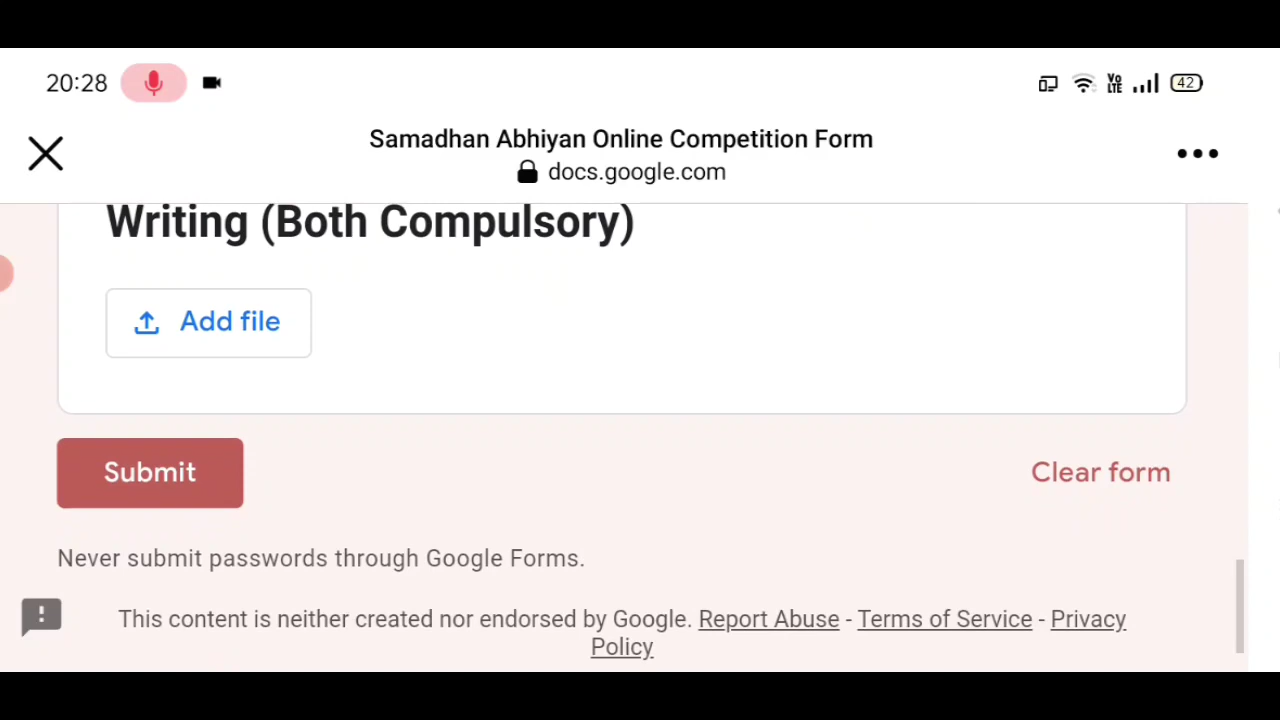 20:28
Vo LTE
42
Samadhan Abhiyan Online Competition Form
docs.google.com
Writing (Both Compulsory)
Add file
Submit
Clear form
Never submit passwords through Google Forms.
This content is neither created nor endorsed by Google. Report Abuse - Terms of Service - Privacy
Policy